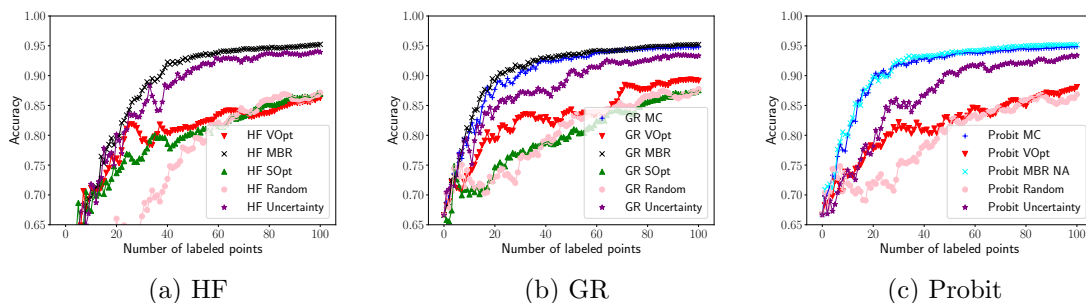 1.00
0.95
0.90
0.85
0.80
0.75
0.70
0.65
Accuracy
0 20 40 60 80 100
Number of labeled points
HF VOpt
HF MBR
HF SOpt
HF Random
HF Uncertainty
(a) HF
1.00
0.95
0.90
0.85
0.80
0.75
0.70
0.65
Accuracy
0 20 40 60 80 100
Number of labeled points
GR MC
GR VOpt
GR MBR
GR SOpt
GR Random
GR Uncertainty
(b) GR
1.00
0.95
0.90
0.85
0.80
0.75
0.70
0.65
Accuracy
0 20 40 60 80 100
Number of labeled points
Probit MC
Probit VOpt
Probit MBR NA
Probit Random
Probit Uncertainty
(c) Probit